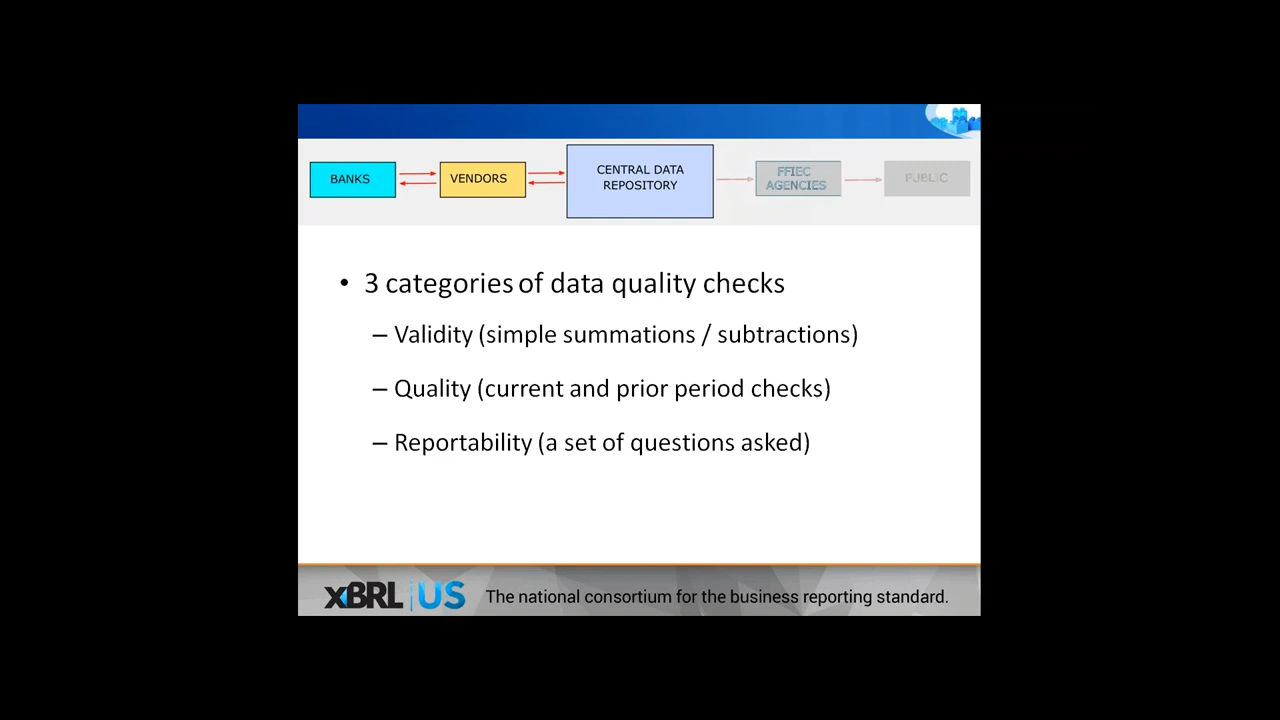 BANKS
VENDORS
CENTRAL DATA
REPOSITORY
FFIEC
AGENCIES
PUBLIC
• 3 categories of data quality checks
– Validity (simple summations / subtractions)
– Quality (current and prior period checks)
– Reportability (a set of questions asked)
XBRL US The national consortium for the business reporting standard.